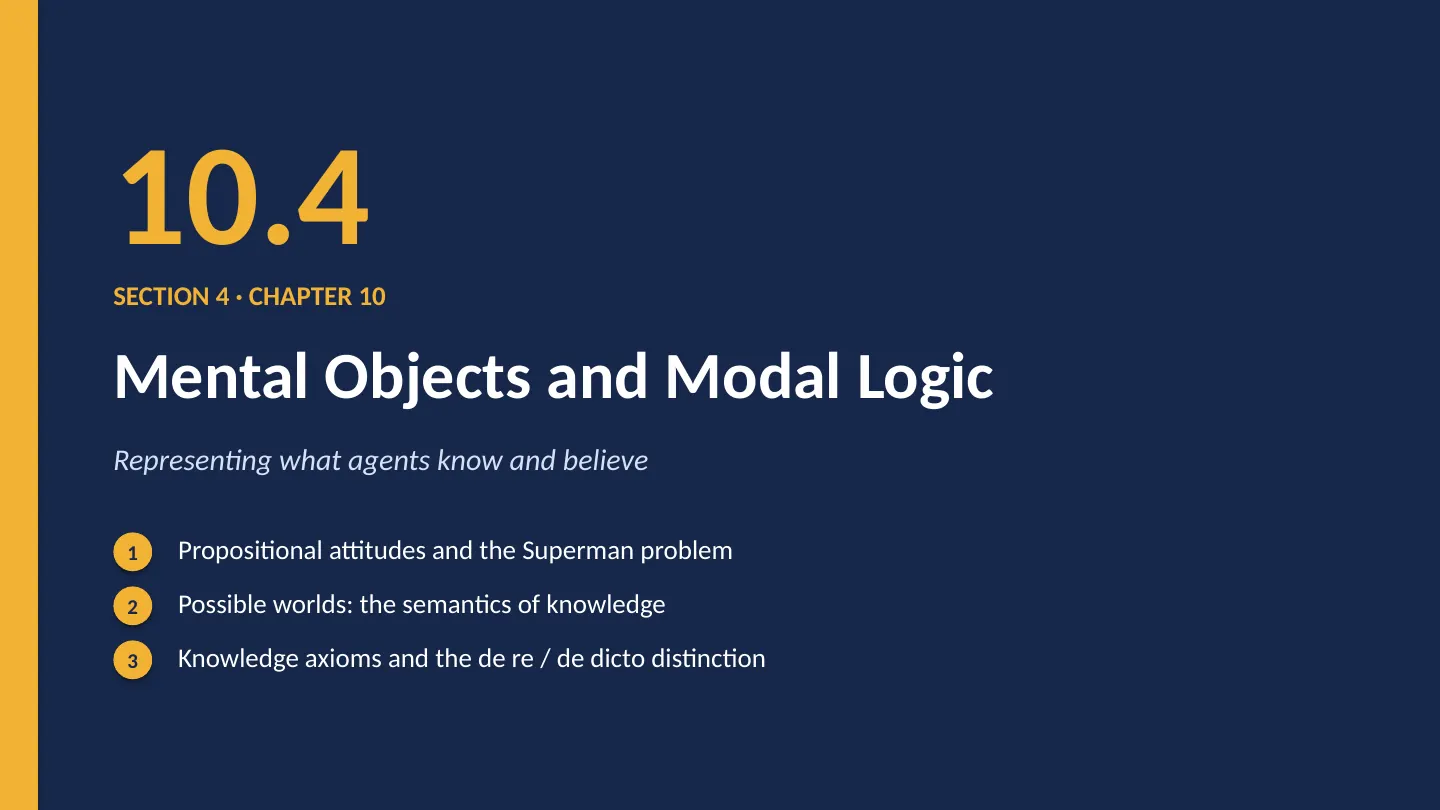 10.4
SECTION 4 · CHAPTER 10
Mental Objects and Modal Logic
Representing what agents know and believe
1 Propositional attitudes and the Superman problem
2 Possible worlds: the semantics of knowledge
3 Knowledge axioms and the de re / de dicto distinction